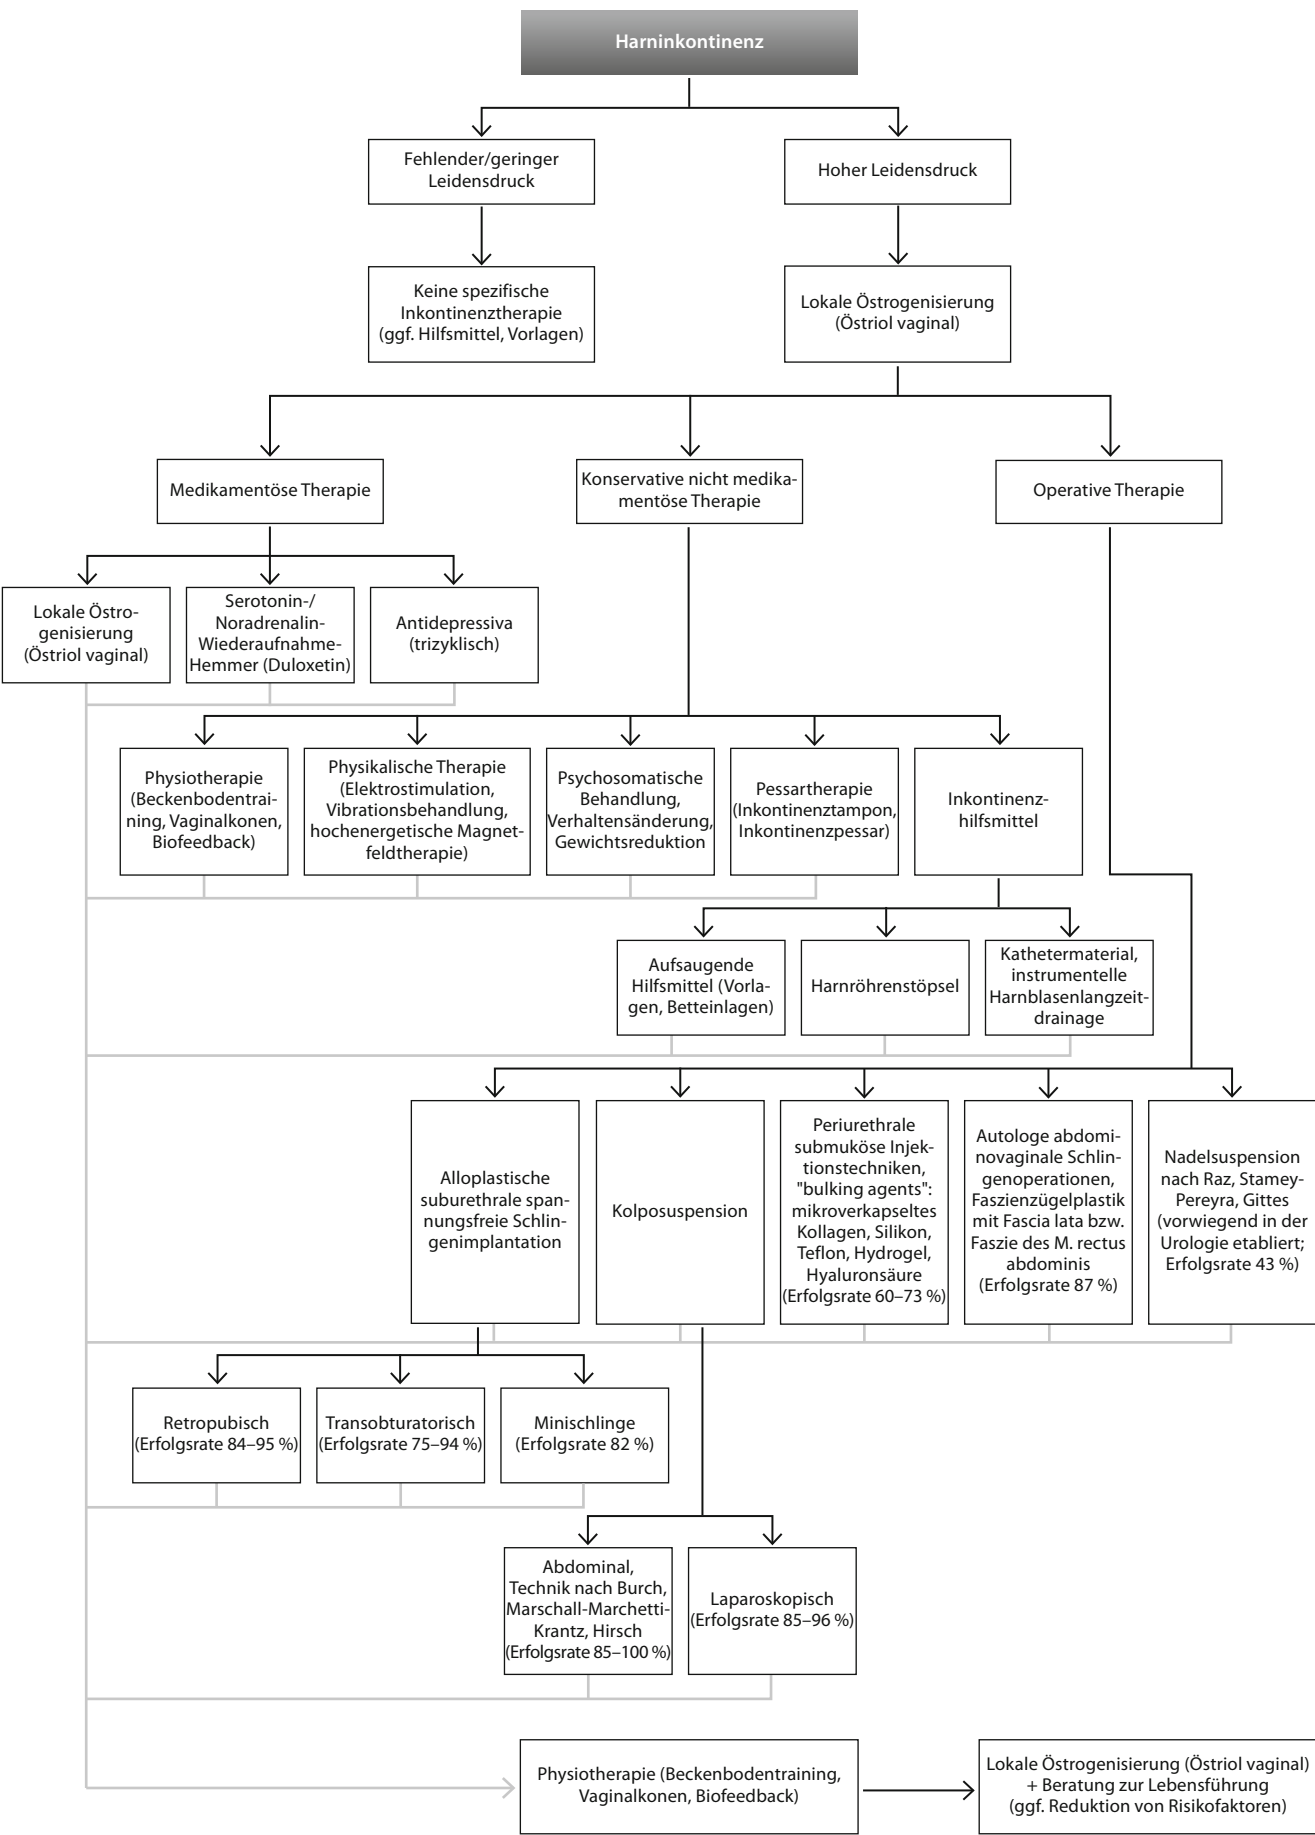 Harninkontinenz
Fehlender/geringer
Leidensdruck
Hoher Leidensdruck
Keine spezifische
Inkontinenztherapie
(ggf. Hilfsmittel, Vorlagen)
Lokale Östrogenisierung
(Östriol vaginal)
Medikamentöse Therapie
Konservative nicht medika-
mentöse Therapie
Operative Therapie
Lokale Östro-
genisierung
(Östriol vaginal)
Serotonin-/
Noradrenalin-
Wiederaufnahme-
Hemmer (Duloxetin)
Antidepressiva
(trizyklisch)
Physiotherapie
(Beckenbodentrai-
ning, Vaginalkonen,
Biofeedback)
Physikalische Therapie
(Elektrostimulation,
Vibrationsbehandlung,
hochenergetische Magnet-
feldtherapie)
Psychosomatische
Behandlung,
Verhaltensänderung,
Gewichtsreduktion
Pessartherapie
(Inkontinenztampon,
Inkontinenzpessar)
Inkontinenz-
hilfsmittel
Aufsaugende
Hilfsmittel (Vorla-
gen, Betteinlagen)
Harnröhrenstöpsel
Kathetermaterial,
instrumentelle
Harnblasenlangzeit-
drainage
Alloplastische
suburethrale span-
nungsfreie Schlin-
genimplantation
Kolposuspension
Periurethrale
submuköse Injek-
tionstechniken,
"bulking agents":
mikroverkapseltes
Kollagen, Silikon,
Teflon, Hydrogel,
Hyaluronsäure
(Erfolgsrate 60–73 %)
Autologe abdomi-
novaginale Schlin-
genoperationen,
Faszienzügelplastik
mit Fascia lata bzw.
Faszie des M. rectus
abdominis
(Erfolgsrate 87 %)
Nadelsuspension
nach Raz, Stamey-
Pereyra, Gittes
(vorwiegend in der
Urologie etabliert;
Erfolgsrate 43 %)
Retropubisch
(Erfolgsrate 84–95 %)
Transobturatorisch
(Erfolgsrate 75–94 %)
Minischlinge
(Erfolgsrate 82 %)
Abdominal,
Technik nach Burch,
Marschall-Marchetti-
Krantz, Hirsch
(Erfolgsrate 85–100 %)
Laparoskopisch
(Erfolgsrate 85–96 %)
Physiotherapie (Beckenbodentraining,
Vaginalkonen, Biofeedback)
Lokale Östrogenisierung (Östriol vaginal)
+ Beratung zur Lebensführung
(ggf. Reduktion von Risikofaktoren)